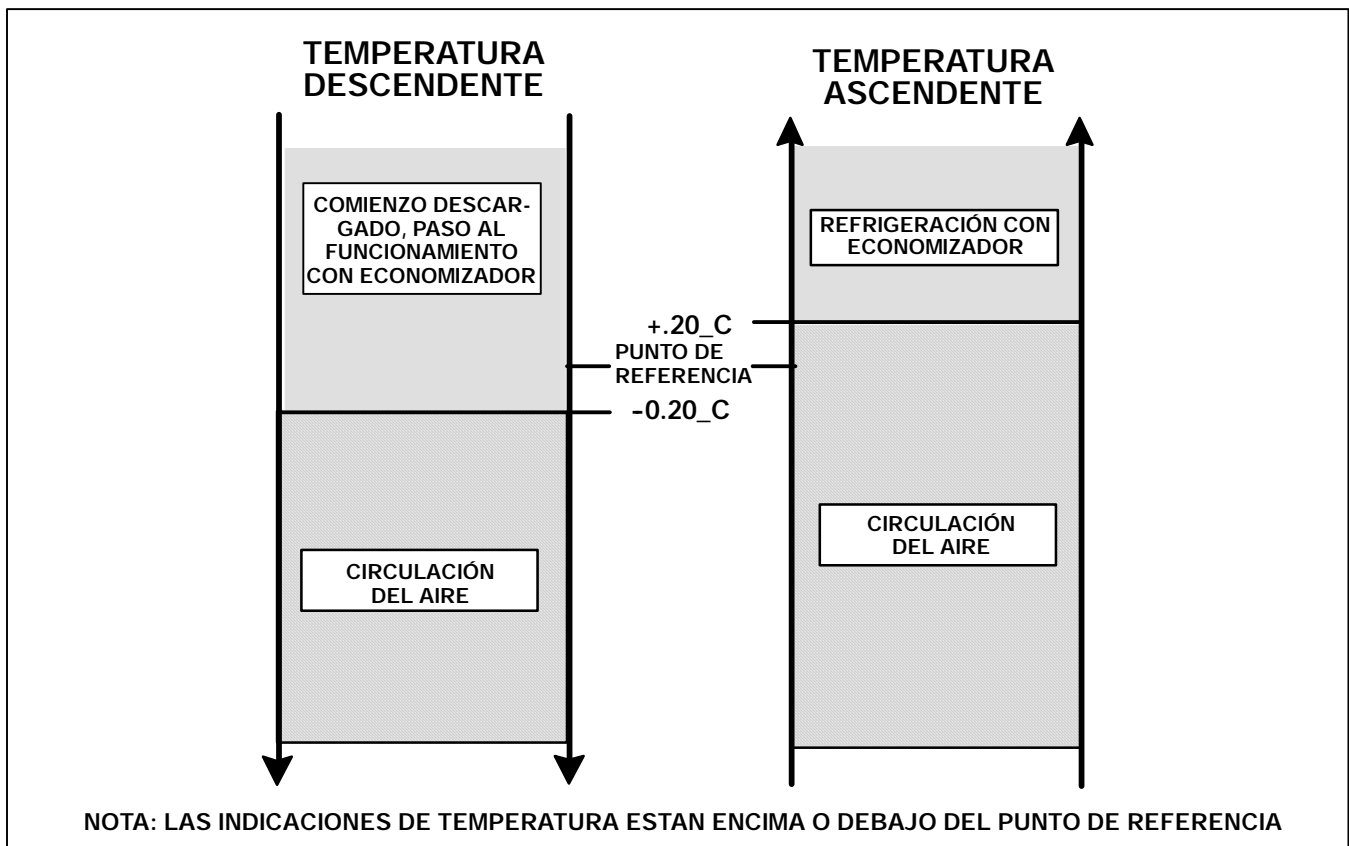 TEMPERATURA
DESCENDENTE
COMIENZO DESCAR-
GADO, PASO AL
FUNCIONAMIENTO
CON ECONOMIZADOR
CIRCULACIÓN
DEL AIRE
+.20_C
PUNTO DE
REFERENCIA
-0.20_C
TEMPERATURA
ASCENDENTE
REFRIGERACIÓN CON
ECONOMIZADOR
CIRCULACIÓN
DEL AIRE
NOTA: LAS INDICACIONES DE TEMPERATURA ESTAN ENCIMA O DEBAJO DEL PUNTO DE REFERENCIA